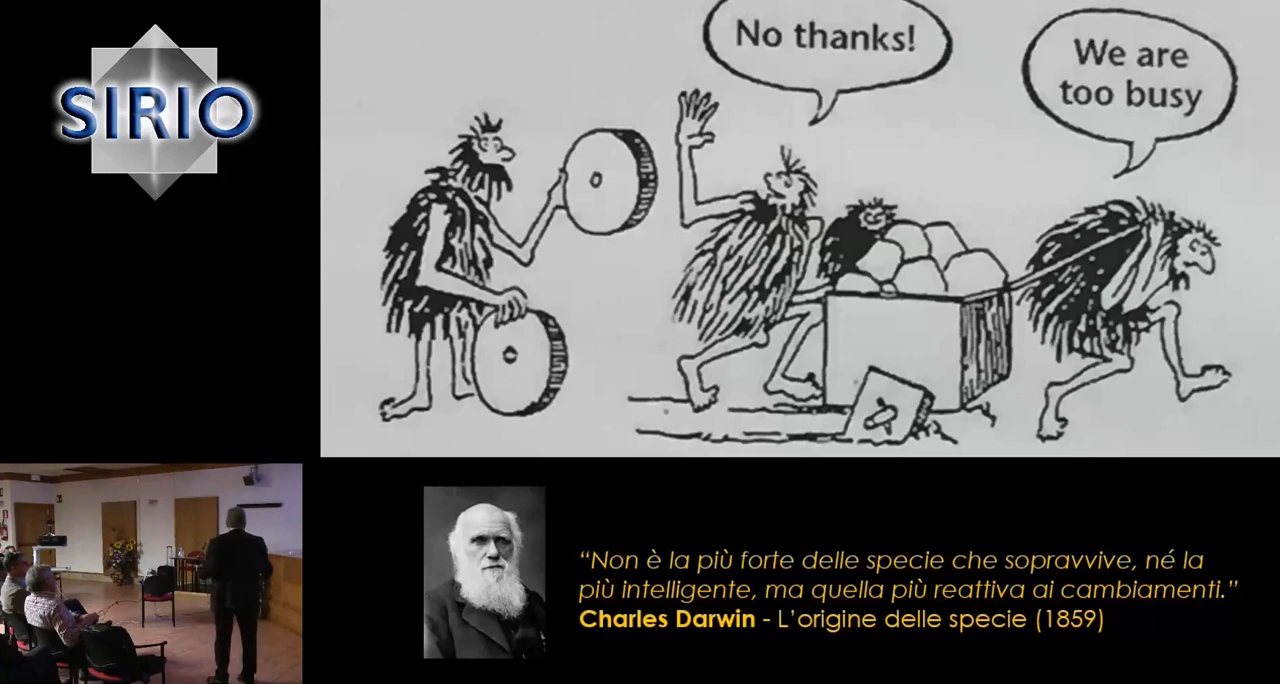 SIRIO
No thanks!
We are
too busy
“Non è la più forte delle specie che sopravvive, né la
più intelligente, ma quella più reattiva ai cambiamenti.”
Charles Darwin - L’origine delle specie (1859)